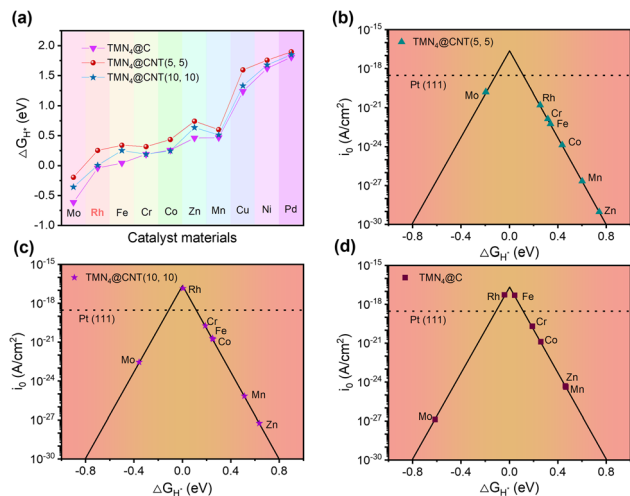 (a)
TMN₄@C
TMN₄@CNT(5, 5)
TMN₄@CNT(10, 10)
ΔG_H* (eV)
2.0
1.5
1.0
0.5
0.0
-0.5
-1.0
Mo Rh Fe Cr Co Zn Mn Cu Ni Pd
Catalyst materials
(b)
TMN₄@CNT(5, 5)
i₀ (A/cm²)
10⁻¹⁵
10⁻¹⁸
10⁻²¹
10⁻²⁴
10⁻²⁷
10⁻³⁰
Pt (111)
Mo
Rh
Cr
Fe
Co
Mn
Zn
-0.8 -0.4 0.0 0.4 0.8
ΔG_H* (eV)
(c)
TMN₄@CNT(10, 10)
i₀ (A/cm²)
10⁻¹⁵
10⁻¹⁸
10⁻²¹
10⁻²⁴
10⁻²⁷
10⁻³⁰
Rh
Pt (111)
Cr
Fe
Co
Mo
Mn
Zn
-0.8 -0.4 0.0 0.4 0.8
ΔG_H* (eV)
(d)
TMN₄@C
i₀ (A/cm²)
10⁻¹⁵
10⁻¹⁸
10⁻²¹
10⁻²⁴
10⁻²⁷
10⁻³⁰
Rh Fe
Pt (111)
Cr
Co
Zn
Mn
Mo
-0.8 -0.4 0.0 0.4 0.8
ΔG_H* (eV)